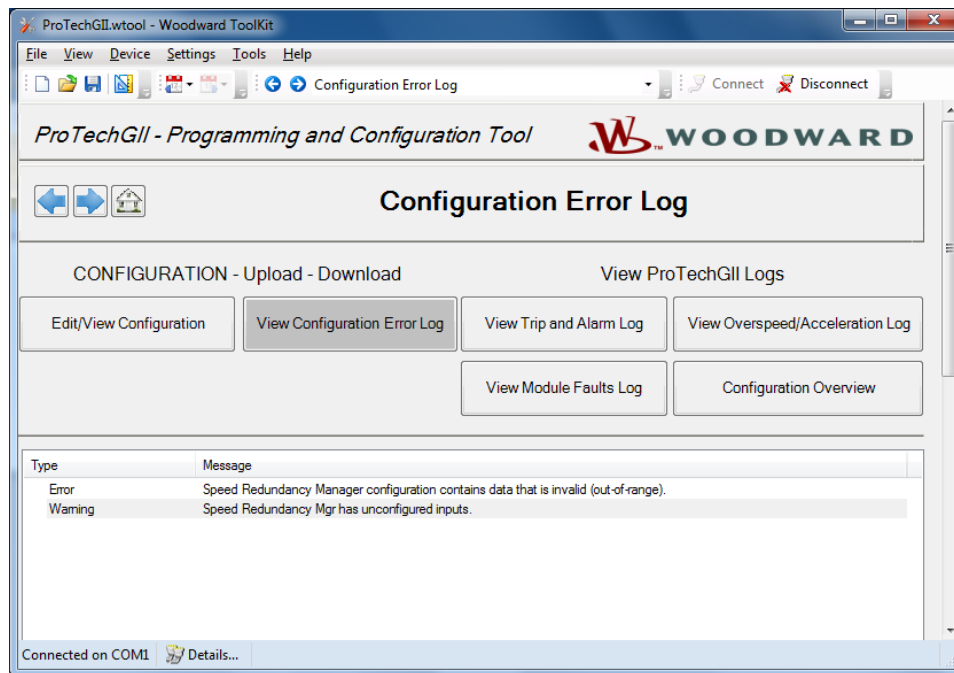 ProTechGII.wtool - Woodward ToolKit
File View Device Settings Tools Help
Configuration Error Log Connect Disconnect
ProTechGII - Programming and Configuration Tool WOODWARD
Configuration Error Log
CONFIGURATION - Upload - Download View ProTechGII Logs
Edit/View Configuration View Configuration Error Log View Trip and Alarm Log View Overspeed/Acceleration Log
View Module Faults Log Configuration Overview
Type Message
Error Speed Redundancy Manager configuration contains data that is invalid (out-of-range).
Warning Speed Redundancy Mgr has unconfigured inputs.
Connected on COM1 Details...